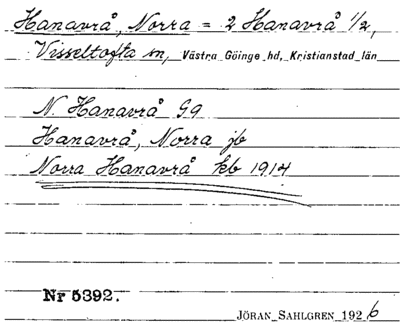 Hanavrå, Norra = 2 Hanavrå 1/2,
Visseltofta sn, Västra Göinge hd, Kristianstad län
N. Hanavrå Gg
Hanavrå, Norra jb
Norra Hanavrå kb 1914
Nr 5392.
JÖRAN SAHLGREN 1926